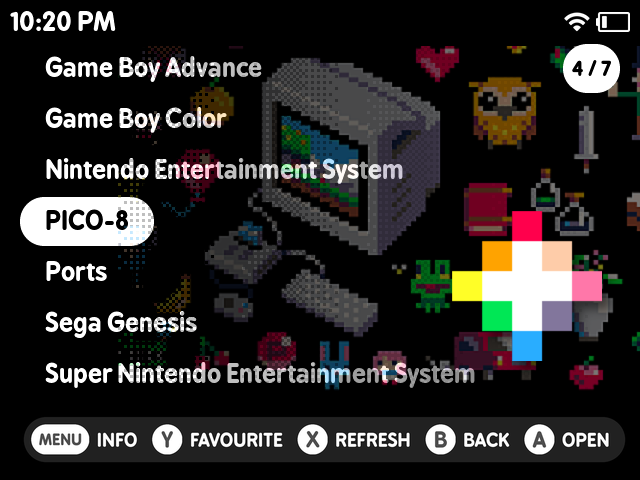 10:20 PM
Game Boy Advance
4 / 7
Game Boy Color
Nintendo Entertainment System
PICO-8
Ports
Sega Genesis
Super Nintendo Entertainment System
MENU INFO Y FAVOURITE X REFRESH B BACK A OPEN